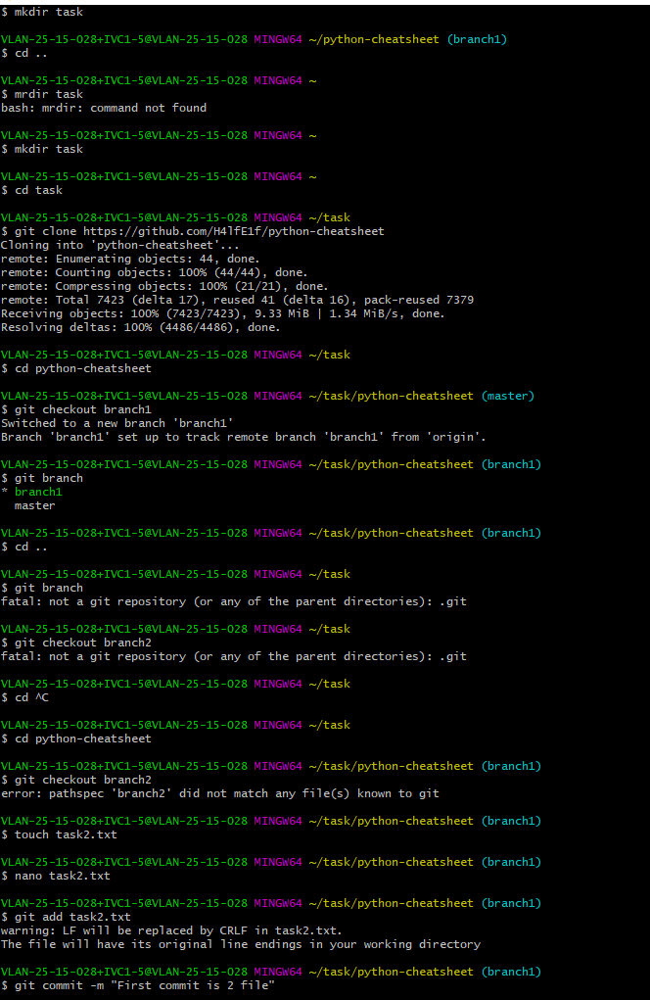 $ mkdir task
VLAN-25-15-028+IVC1-5@VLAN-25-15-028 MINGW64 ~/python-cheatsheet (branch1)
$ cd ..
VLAN-25-15-028+IVC1-5@VLAN-25-15-028 MINGW64 ~
$ mrdir task
bash: mrdir: command not found
VLAN-25-15-028+IVC1-5@VLAN-25-15-028 MINGW64 ~
$ mkdir task
VLAN-25-15-028+IVC1-5@VLAN-25-15-028 MINGW64 ~
$ cd task
VLAN-25-15-028+IVC1-5@VLAN-25-15-028 MINGW64 ~/task
$ git clone https://github.com/H4lfE1f/python-cheatsheet
Cloning into 'python-cheatsheet'...
remote: Enumerating objects: 44, done.
remote: Counting objects: 100% (44/44), done.
remote: Compressing objects: 100% (21/21), done.
remote: Total 7423 (delta 17), reused 41 (delta 16), pack-reused 7379
Receiving objects: 100% (7423/7423), 9.33 MiB | 1.34 MiB/s, done.
Resolving deltas: 100% (4486/4486), done.
VLAN-25-15-028+IVC1-5@VLAN-25-15-028 MINGW64 ~/task
$ cd python-cheatsheet
VLAN-25-15-028+IVC1-5@VLAN-25-15-028 MINGW64 ~/task/python-cheatsheet (master)
$ git checkout branch1
Switched to a new branch 'branch1'
Branch 'branch1' set up to track remote branch 'branch1' from 'origin'.
VLAN-25-15-028+IVC1-5@VLAN-25-15-028 MINGW64 ~/task/python-cheatsheet (branch1)
$ git branch
* branch1
  master
VLAN-25-15-028+IVC1-5@VLAN-25-15-028 MINGW64 ~/task/python-cheatsheet (branch1)
$ cd ..
VLAN-25-15-028+IVC1-5@VLAN-25-15-028 MINGW64 ~/task
$ git branch
fatal: not a git repository (or any of the parent directories): .git
VLAN-25-15-028+IVC1-5@VLAN-25-15-028 MINGW64 ~/task
$ git checkout branch2
fatal: not a git repository (or any of the parent directories): .git
VLAN-25-15-028+IVC1-5@VLAN-25-15-028 MINGW64 ~/task
$ cd ^C
VLAN-25-15-028+IVC1-5@VLAN-25-15-028 MINGW64 ~/task
$ cd python-cheatsheet
VLAN-25-15-028+IVC1-5@VLAN-25-15-028 MINGW64 ~/task/python-cheatsheet (branch1)
$ git checkout branch2
error: pathspec 'branch2' did not match any file(s) known to git
VLAN-25-15-028+IVC1-5@VLAN-25-15-028 MINGW64 ~/task/python-cheatsheet (branch1)
$ touch task2.txt
VLAN-25-15-028+IVC1-5@VLAN-25-15-028 MINGW64 ~/task/python-cheatsheet (branch1)
$ nano task2.txt
VLAN-25-15-028+IVC1-5@VLAN-25-15-028 MINGW64 ~/task/python-cheatsheet (branch1)
$ git add task2.txt
warning: LF will be replaced by CRLF in task2.txt.
The file will have its original line endings in your working directory
VLAN-25-15-028+IVC1-5@VLAN-25-15-028 MINGW64 ~/task/python-cheatsheet (branch1)
$ git commit -m "First commit is 2 file"